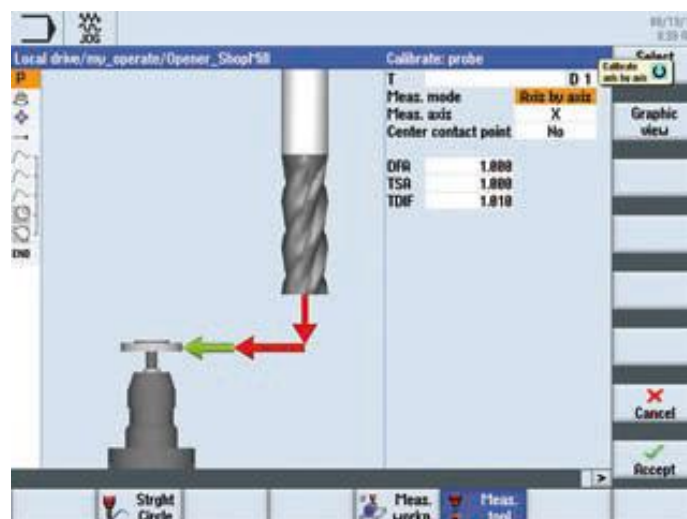 JOG
Local drive/my_operate/Opener_ShopMill
Calibrate: probe
Select
Calibrate
axis by axis
T D 1
Meas. mode Axis by axis
Meas. axis X
Center contact point No
DFA 1.000
TSA 1.000
TDIF 1.010
Graphic
view
P
END
Cancel
Accept
>
Strght
Circle
Meas.
workp.
Meas.
tool